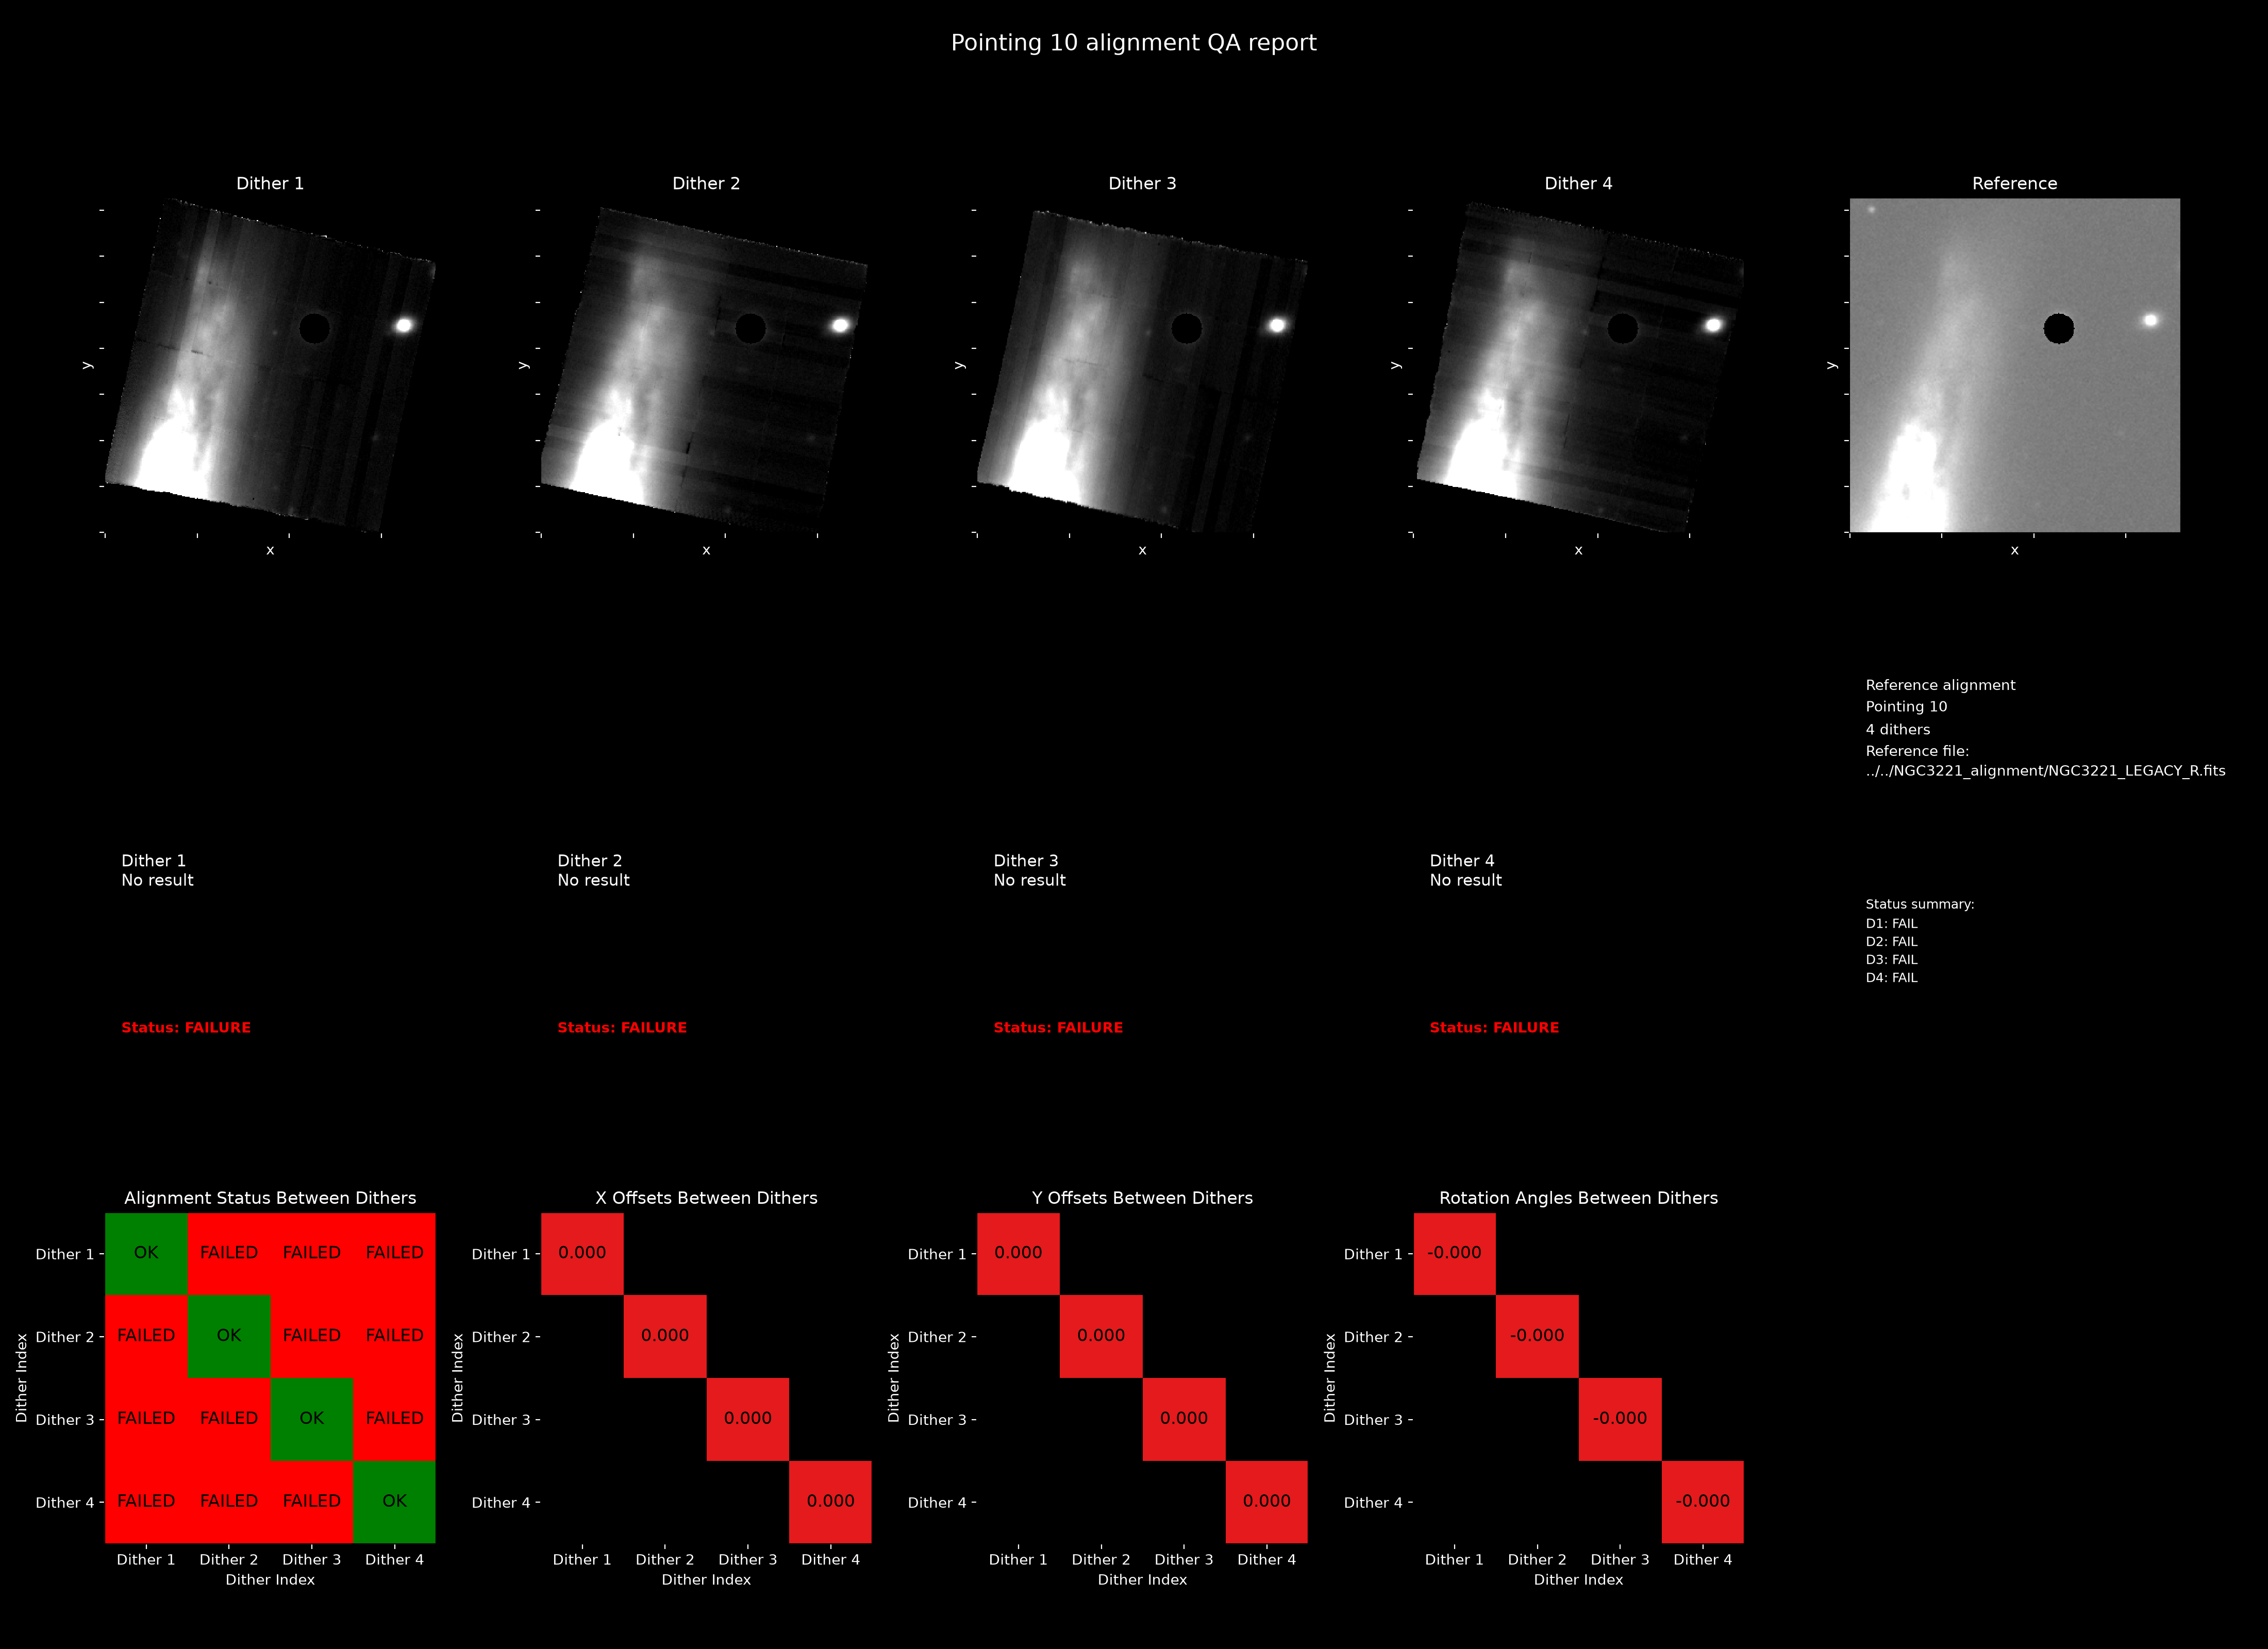 Pointing 10 alignment QA report
Dither 1
Dither 2
Dither 3
Dither 4
Reference
y
y
y
y
y
x
x
x
x
x
Reference alignment
Pointing 10
4 dithers
Reference file:
../../NGC3221_alignment/NGC3221_LEGACY_R.fits
Dither 1
No result
Dither 2
No result
Dither 3
No result
Dither 4
No result
Status summary:
D1: FAIL
D2: FAIL
D3: FAIL
D4: FAIL
Status: FAILURE
Status: FAILURE
Status: FAILURE
Status: FAILURE
Alignment Status Between Dithers
Dither Index
Dither 1 OK FAILED FAILED FAILED
Dither 2 FAILED OK FAILED FAILED
Dither 3 FAILED FAILED OK FAILED
Dither 4 FAILED FAILED FAILED OK
Dither 1 Dither 2 Dither 3 Dither 4
Dither Index
X Offsets Between Dithers
Dither Index
Dither 1 0.000
Dither 2 0.000
Dither 3 0.000
Dither 4 0.000
Dither 1 Dither 2 Dither 3 Dither 4
Dither Index
Y Offsets Between Dithers
Dither Index
Dither 1 0.000
Dither 2 0.000
Dither 3 0.000
Dither 4 0.000
Dither 1 Dither 2 Dither 3 Dither 4
Dither Index
Rotation Angles Between Dithers
Dither Index
Dither 1 -0.000
Dither 2 -0.000
Dither 3 -0.000
Dither 4 -0.000
Dither 1 Dither 2 Dither 3 Dither 4
Dither Index